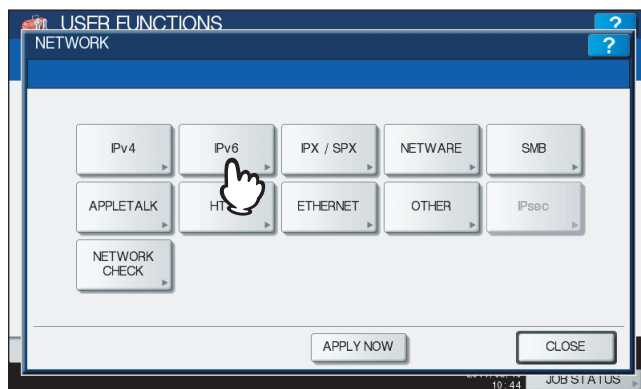 USER FUNCTIONS
?
NETWORK
?
IPv4
IPv6
IPX / SPX
NETWARE
SMB
APPLETALK
ETHERNET
OTHER
IPsec
NETWORK
CHECK
APPLY NOW
CLOSE
10:44
JOB STATUS